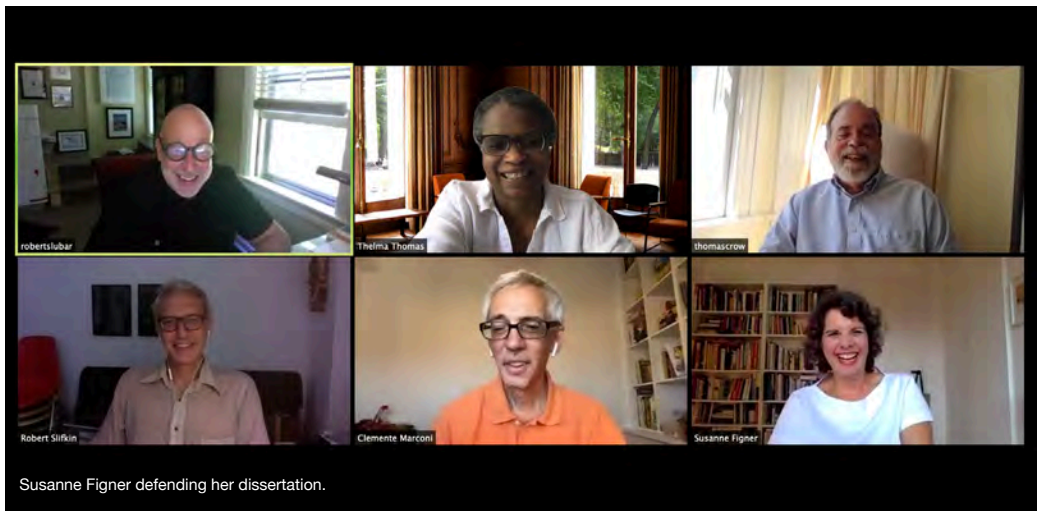 robertslubar
Thelma Thomas
thomascrow
Robert Slifkin
Clemente Marconi
Susanne Figner
Susanne Figner defending her dissertation.